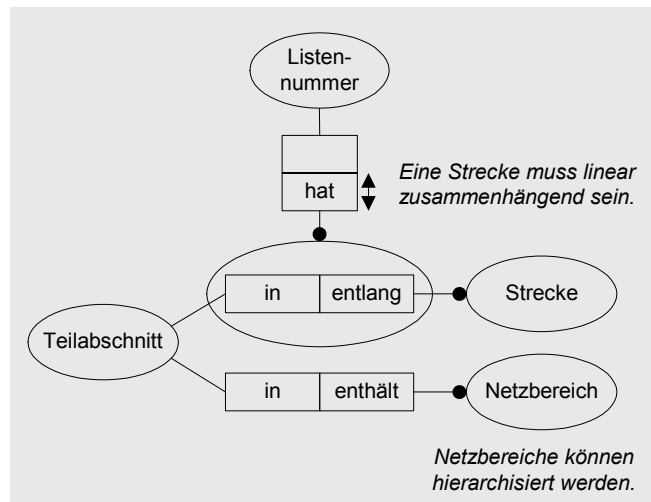 Listen-
nummer
hat
Eine Strecke muss linear
zusammenhängend sein.
in
entlang
Strecke
Teilabschnitt
in
enthält
Netzbereich
Netzbereiche können
hierarchisiert werden.